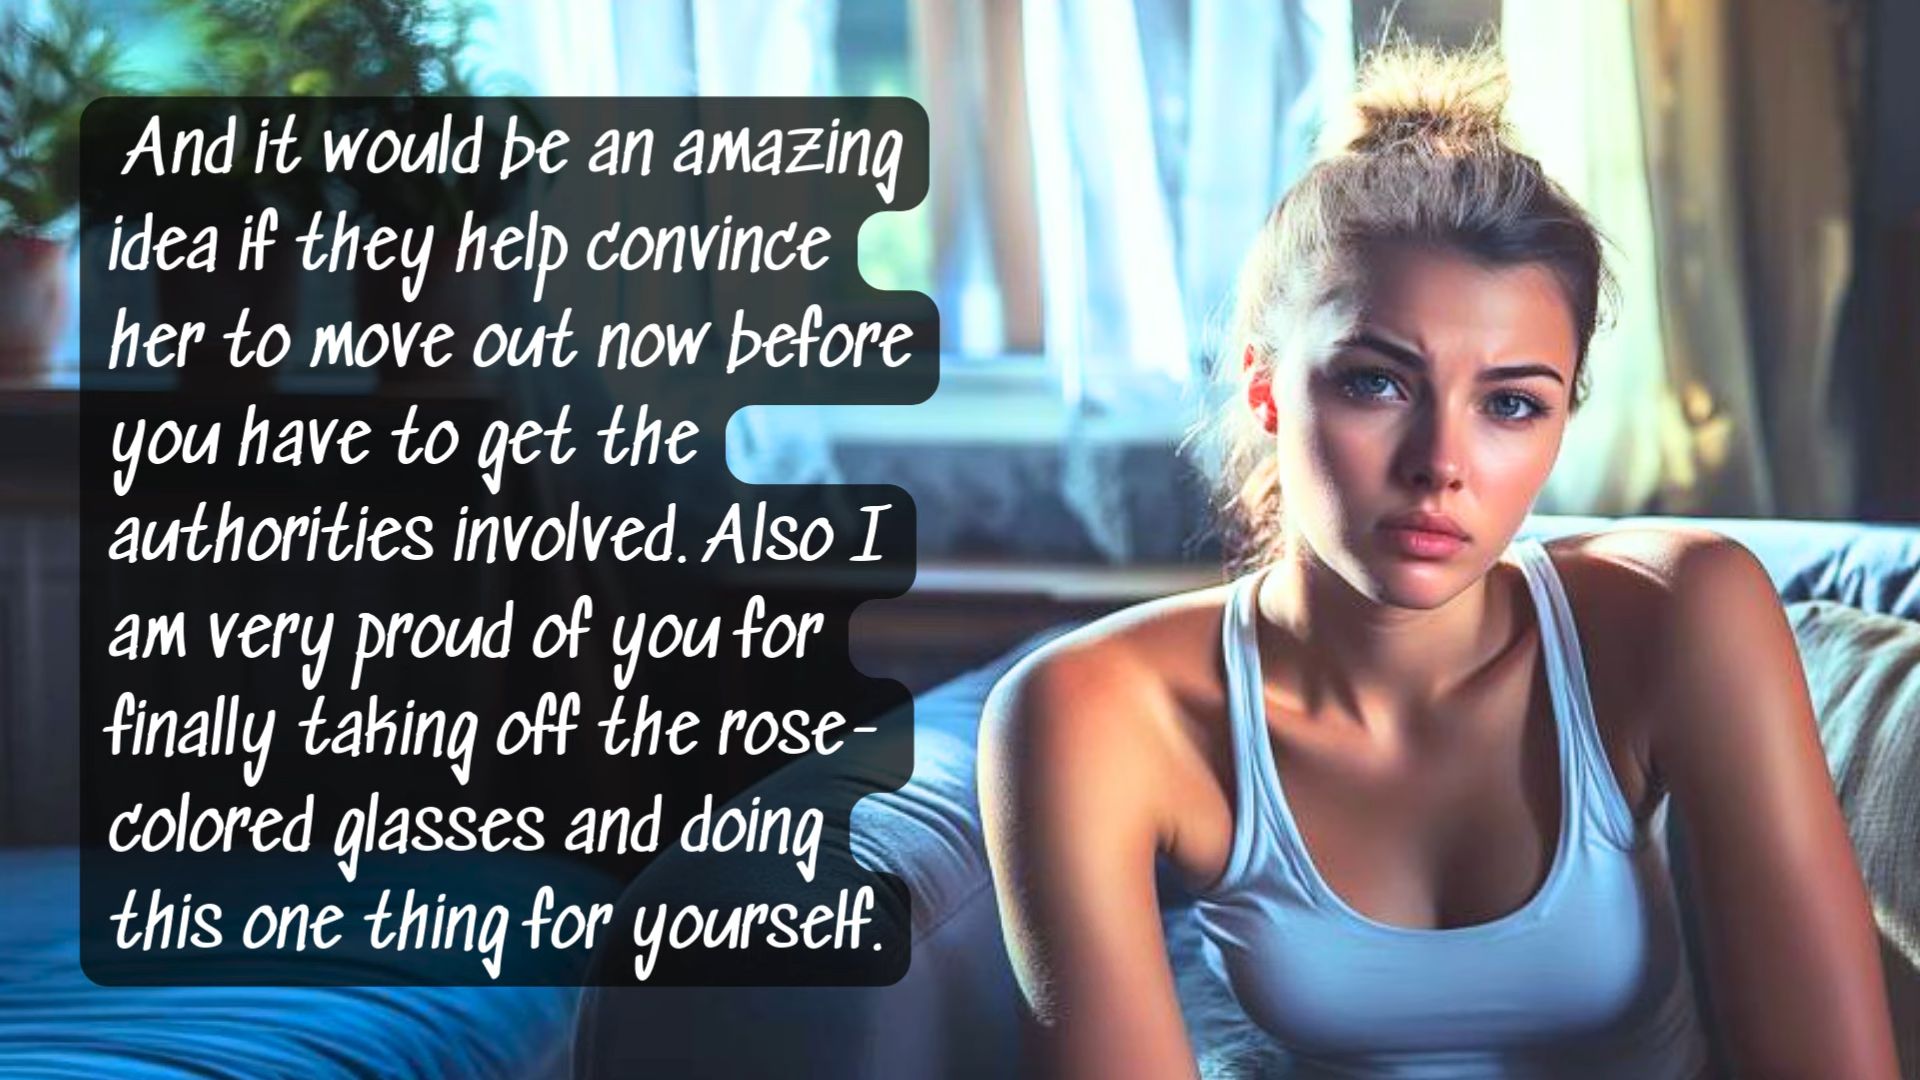 And it would be an amazing
idea if they help convince
her to move out now before
you have to get the
authorities involved. Also I
am very proud of you for
finally taking off the rose-
colored glasses and doing
this one thing for yourself.